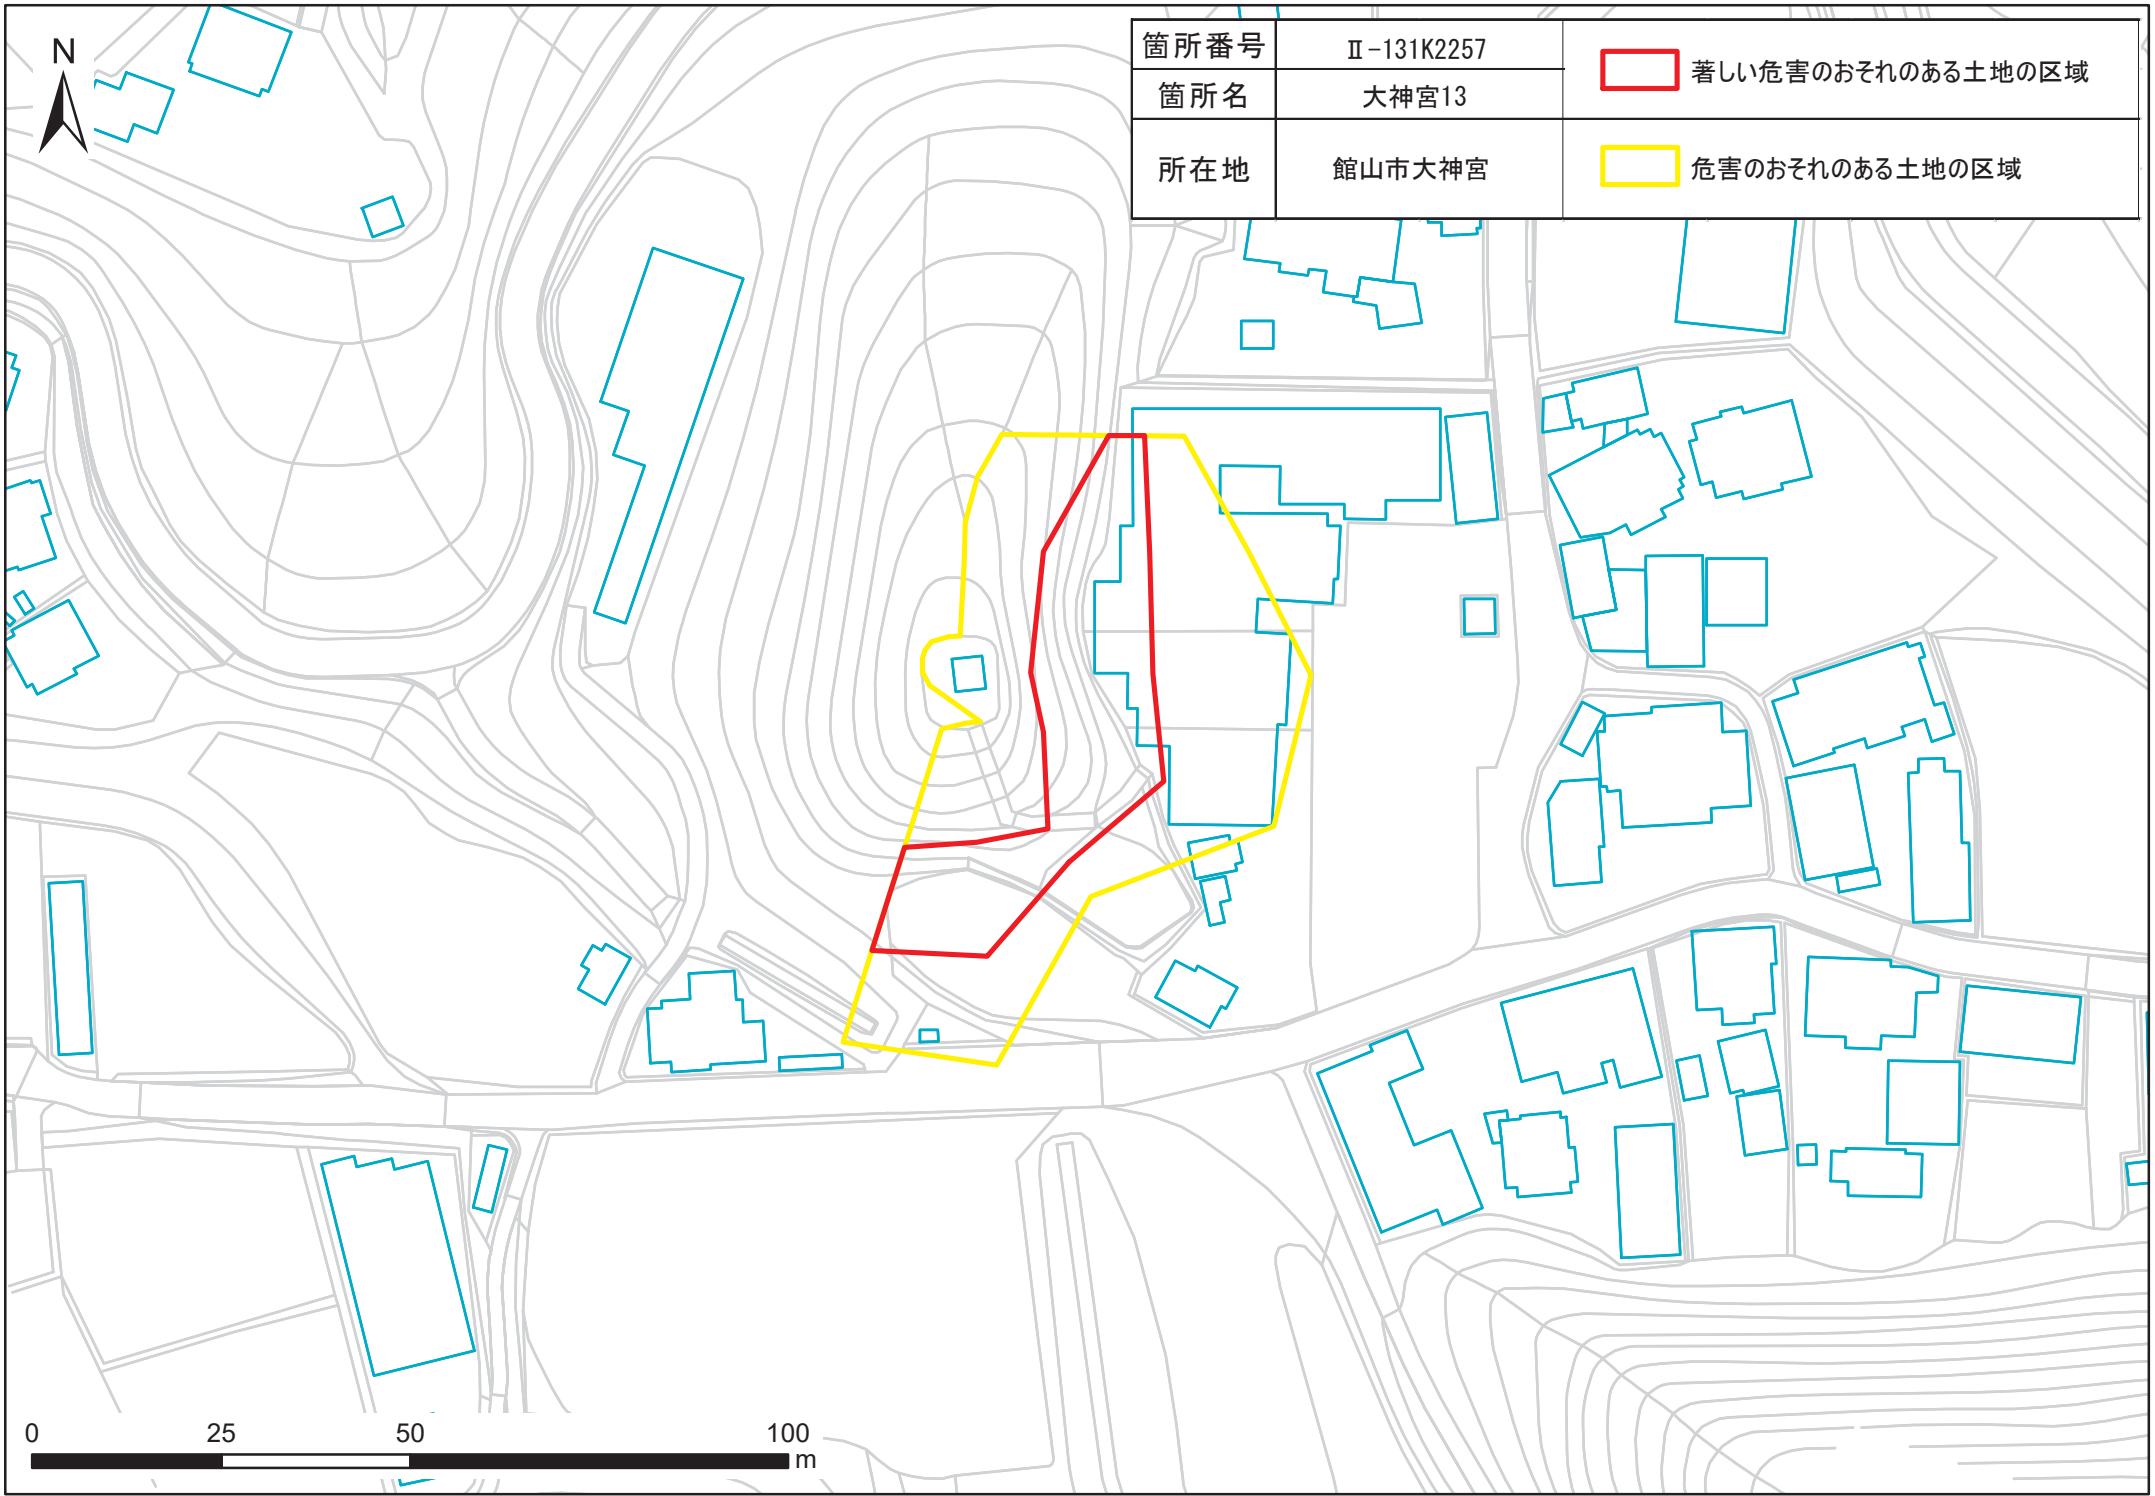 N
箇所番号 Ⅱ-131K2257 著しい危害のおそれのある土地の区域
箇所名 大神宮13
所在地 館山市大神宮 危害のおそれのある土地の区域
0 25 50 100
m